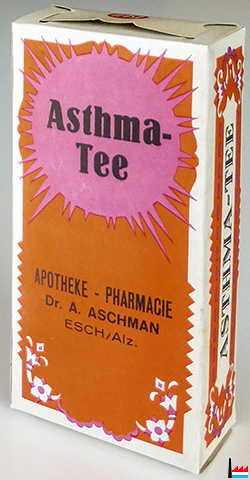 Asthma-
Tee
APOTHEKE - PHARMACIE
Dr. A. ASCHMAN
ESCH/Alz.
ASTHMA-TEE